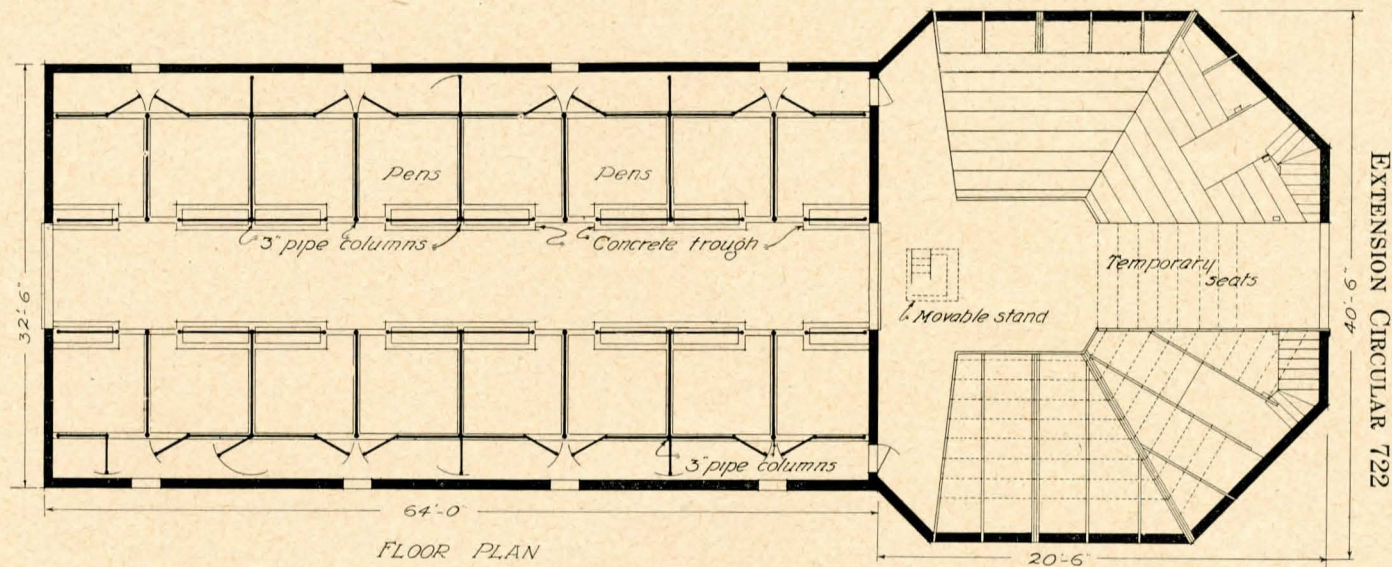 Pens
Pens
3" pipe columns
Concrete trough
Temporary
seats
Movable stand
32'-6"
40'-6"
EXTENSION CIRCULAR 722
3" pipe columns
64'-0
20'-6"
FLOOR PLAN